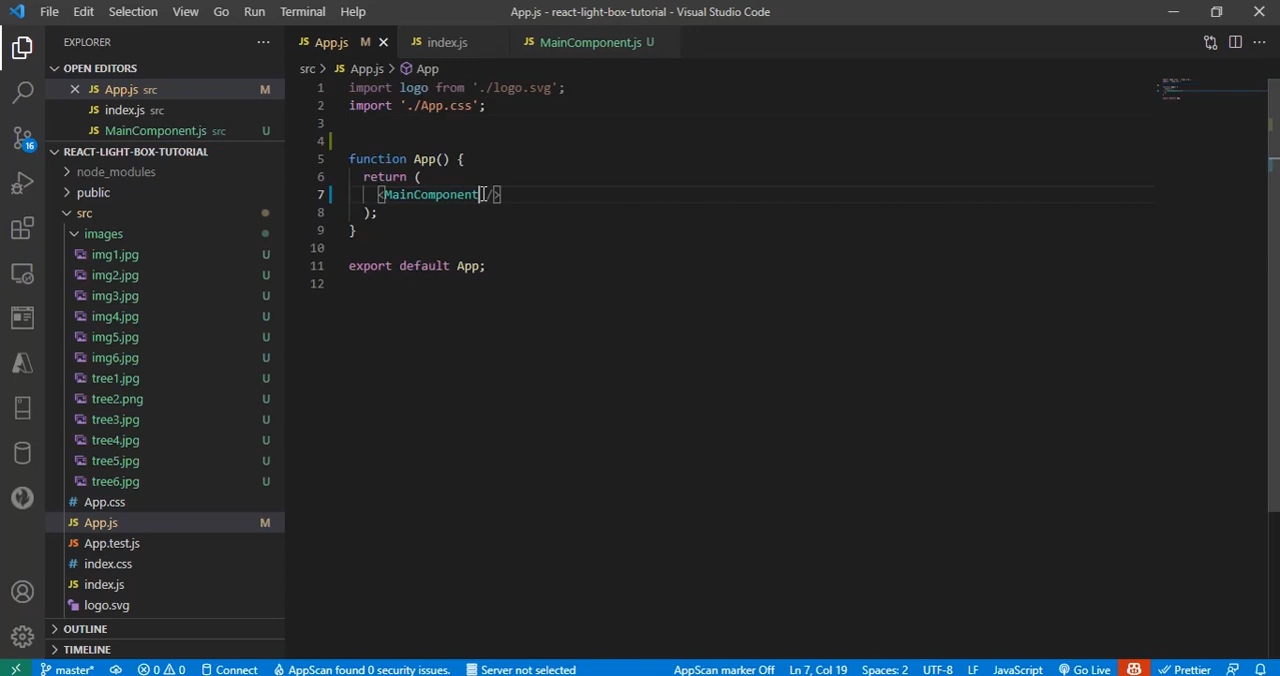 File Edit Selection View Go Run Terminal Help App.js - react-light-box-tutorial - Visual Studio Code
EXPLORER
JS App.js M
JS index.js
JS MainComponent.js U
OPEN EDITORS
src > JS App.js > App
JS App.js src M
JS index.js src
JS MainComponent.js src U
REACT-LIGHT-BOX-TUTORIAL
node_modules
public
src
images
img1.jpg U
img2.jpg U
img3.jpg U
img4.jpg U
img5.jpg U
img6.jpg U
tree1.jpg U
tree2.png U
tree3.jpg U
tree4.jpg U
tree5.jpg U
tree6.jpg U
# App.css
JS App.js M
JS App.test.js
# index.css
JS index.js
logo.svg
OUTLINE
TIMELINE
16
1 import logo from './logo.svg';
2 import './App.css';
3
4
5 function App() {
6 return (
7 <MainComponent />
8 );
9 }
10
11 export default App;
12
master* 0 0 Connect AppScan found 0 security issues. Server not selected AppScan marker Off Ln 7, Col 19 Spaces: 2 UTF-8 LF JavaScript Go Live Prettier